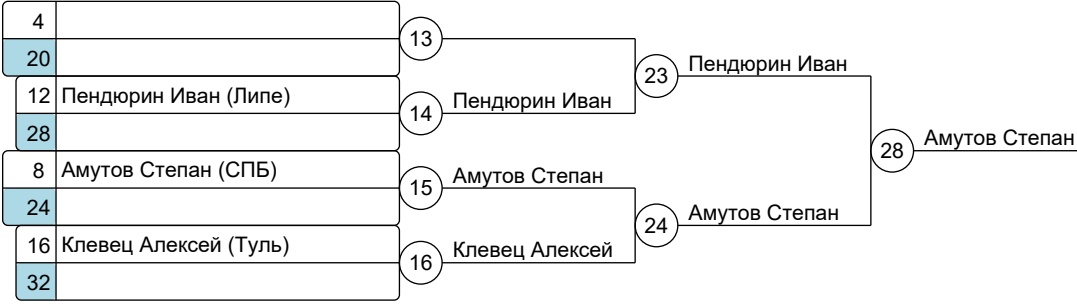 4
20
13
12 Пендюрин Иван (Липе)
28
14
Пендюрин Иван
23
Пендюрин Иван
8 Амутов Степан (СПБ)
24
15
Амутов Степан
16 Клевец Алексей (Туль)
32
16
Клевец Алексей
24
Амутов Степан
28
Амутов Степан